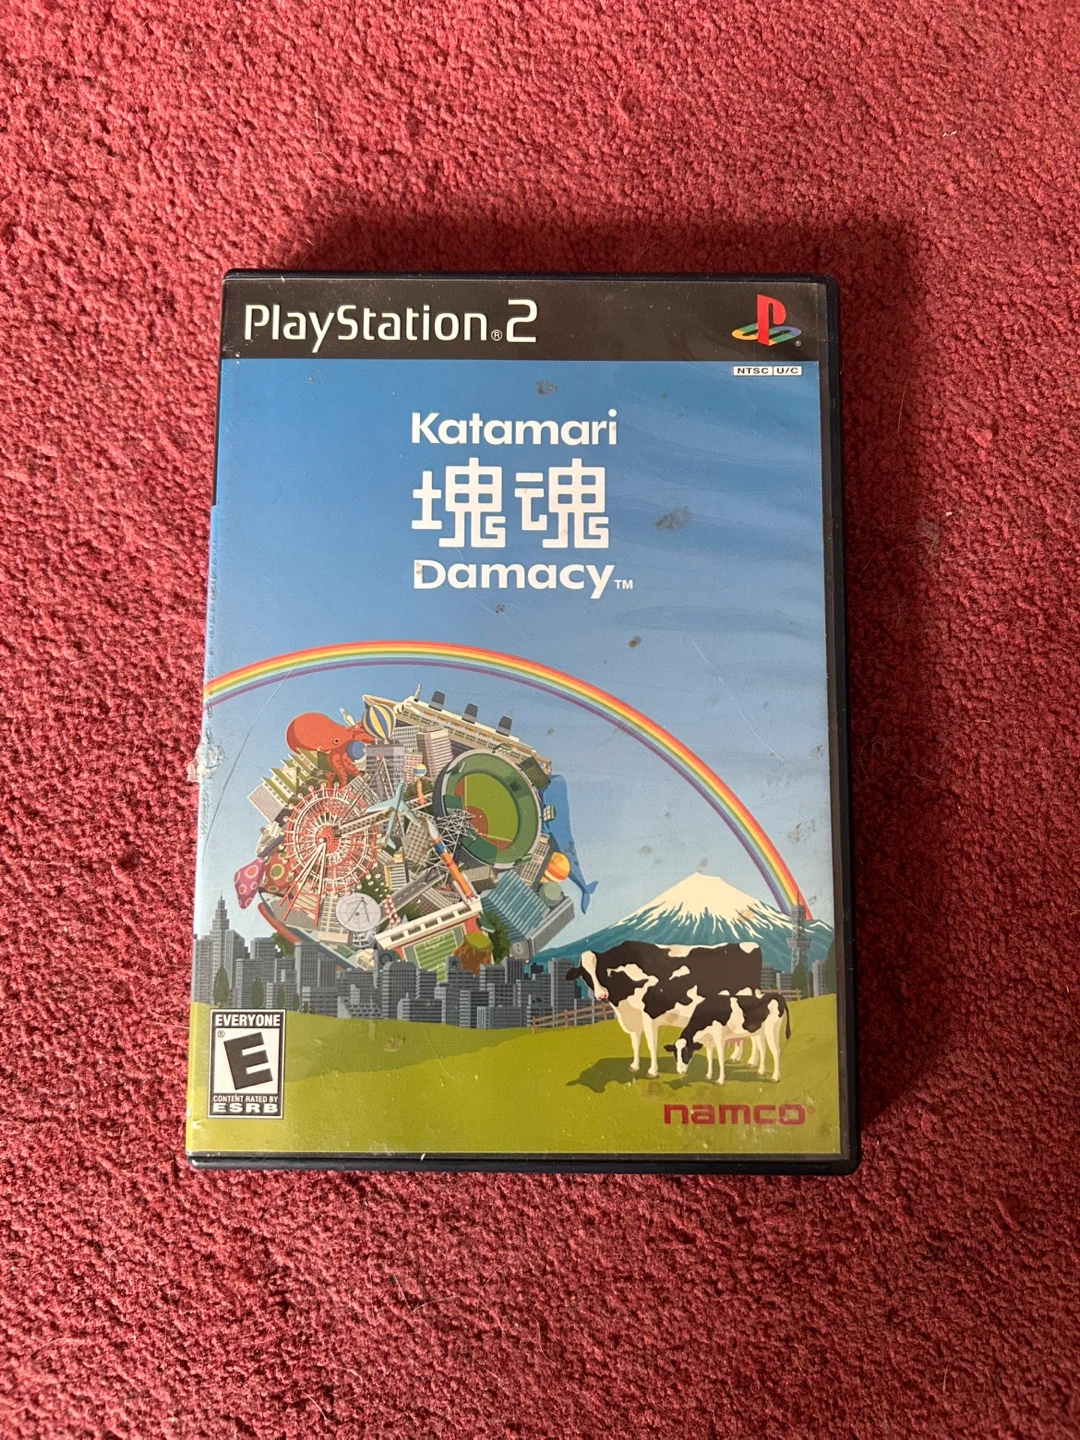 PlayStation®2
NTSC U/C
Katamari
塊魂
Damacy™
EVERYONE
E
®
CONTENT RATED BY
ESRB
namco®